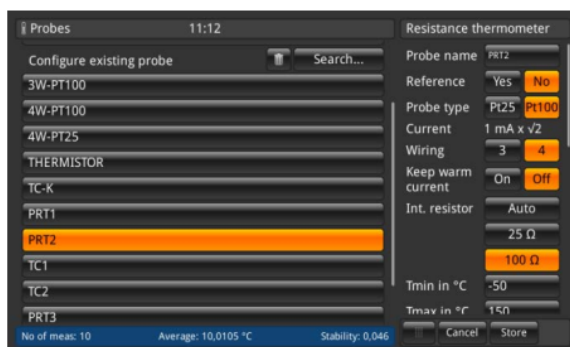 Probes 11:12
Configure existing probe Search...
3W-PT100
4W-PT100
4W-PT25
THERMISTOR
TC-K
PRT1
PRT2
TC1
TC2
PRT3
No of meas: 10 Average: 10,0105 °C Stability: 0,046
Resistance thermometer
Probe name PRT2
Reference Yes No
Probe type Pt25 Pt100
Current 1 mA x √2
Wiring 3 4
Keep warm
current On Off
Int. resistor Auto
25 Ω
100 Ω
Tmin in °C -50
Tmax in °C 150
Cancel Store